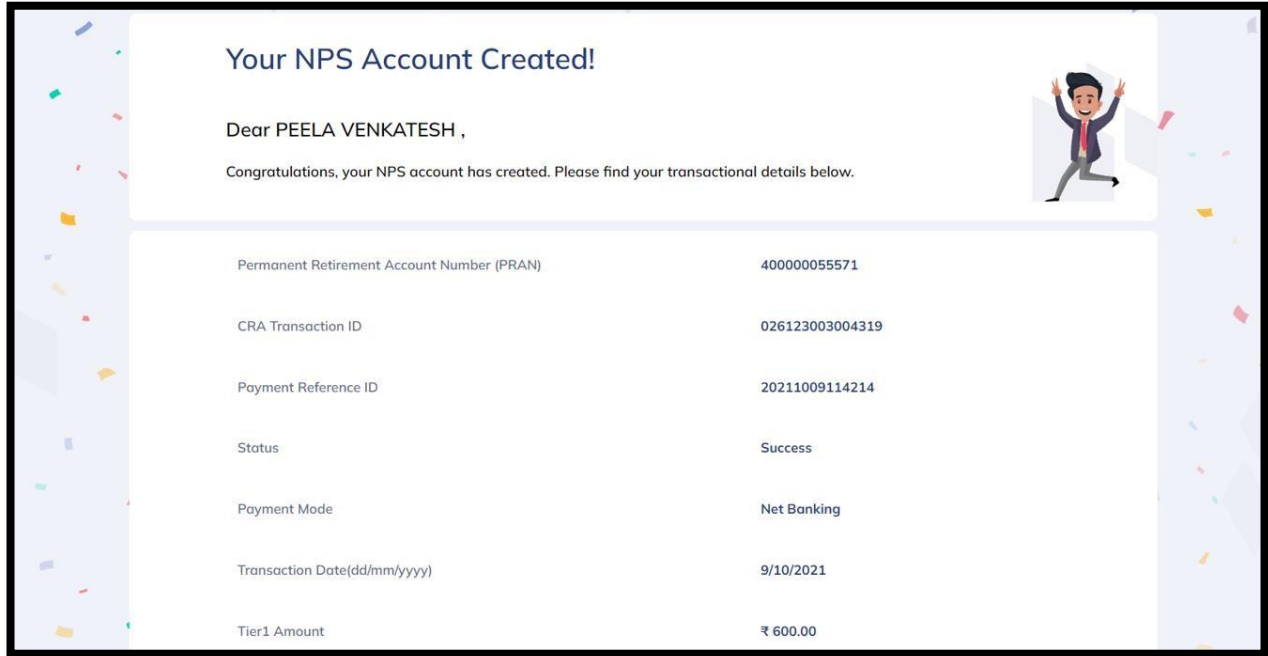 Your NPS Account Created!
Dear PEELA VENKATESH ,
Congratulations, your NPS account has created. Please find your transactional details below.
Permanent Retirement Account Number (PRAN) 400000055571
CRA Transaction ID 026123003004319
Payment Reference ID 20211009114214
Status Success
Payment Mode Net Banking
Transaction Date(dd/mm/yyyy) 9/10/2021
Tier1 Amount ₹ 600.00